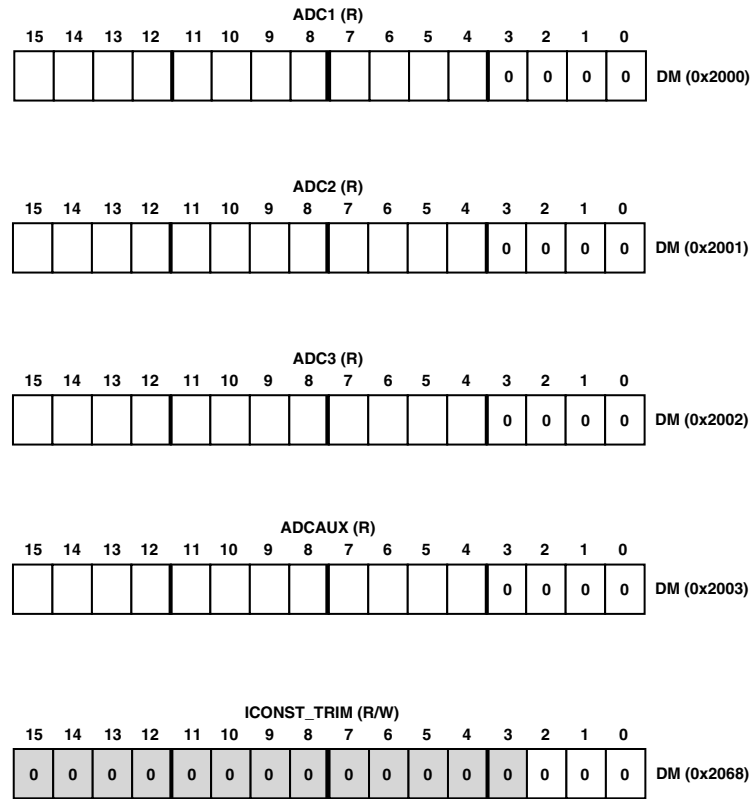 ADC1 (R)
15 14 13 12 11 10 9 8 7 6 5 4 3 2 1 0
0 0 0 0 DM (0x2000)
ADC2 (R)
15 14 13 12 11 10 9 8 7 6 5 4 3 2 1 0
0 0 0 0 DM (0x2001)
ADC3 (R)
15 14 13 12 11 10 9 8 7 6 5 4 3 2 1 0
0 0 0 0 DM (0x2002)
ADCAUX (R)
15 14 13 12 11 10 9 8 7 6 5 4 3 2 1 0
0 0 0 0 DM (0x2003)
ICONST_TRIM (R/W)
15 14 13 12 11 10 9 8 7 6 5 4 3 2 1 0
0 0 0 0 0 0 0 0 0 0 0 0 0 0 0 0 DM (0x2068)